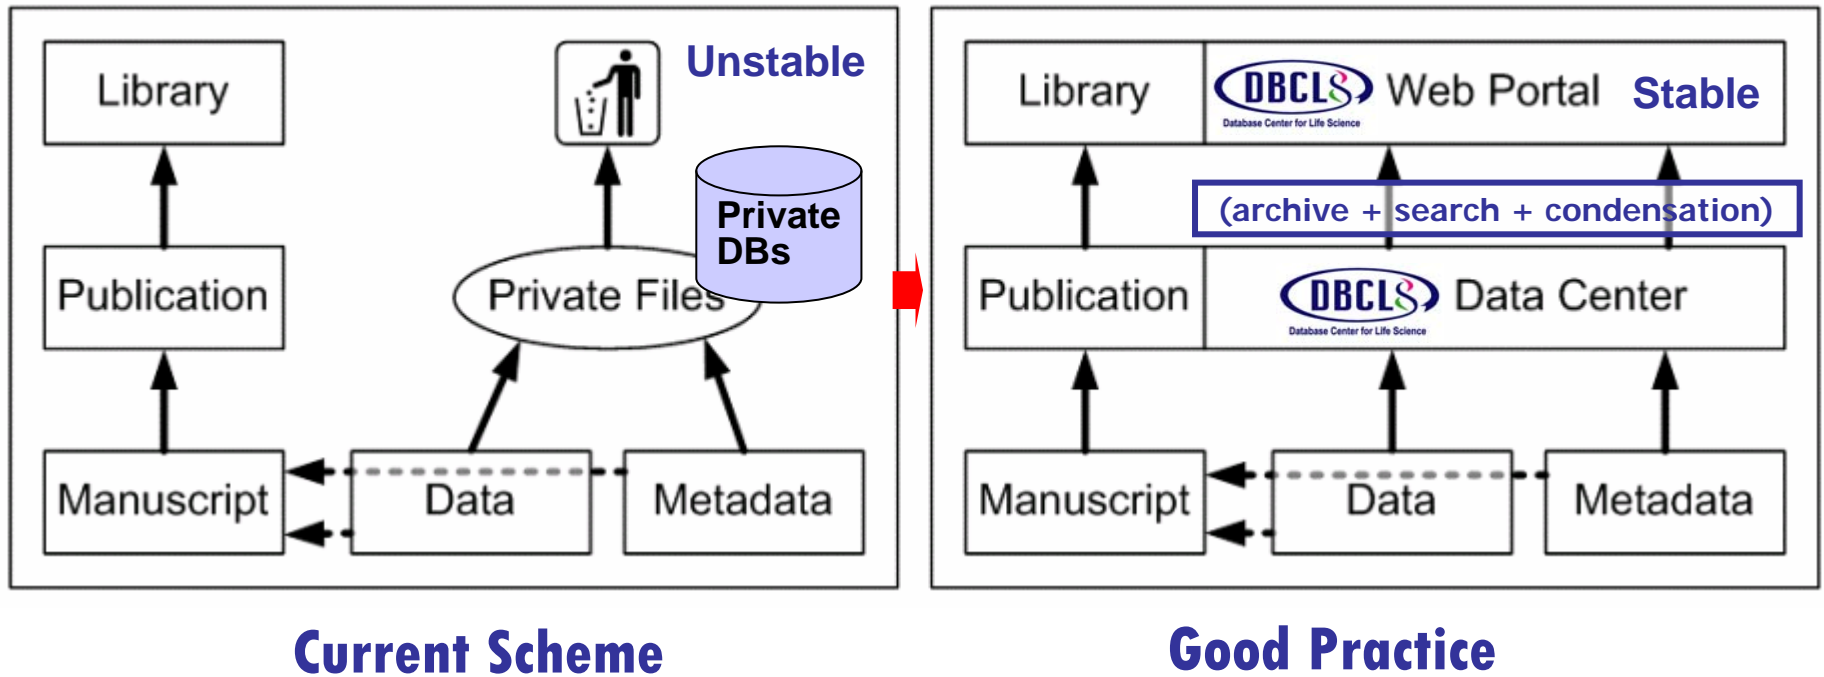 Library
Unstable
Private
DBs
Publication
Private Files
Manuscript
Data
Metadata
Current Scheme
Library
DBCLS
Database Center for Life Science
Web Portal
Stable
(archive + search + condensation)
Publication
DBCLS
Database Center for Life Science
Data Center
Manuscript
Data
Metadata
Good Practice